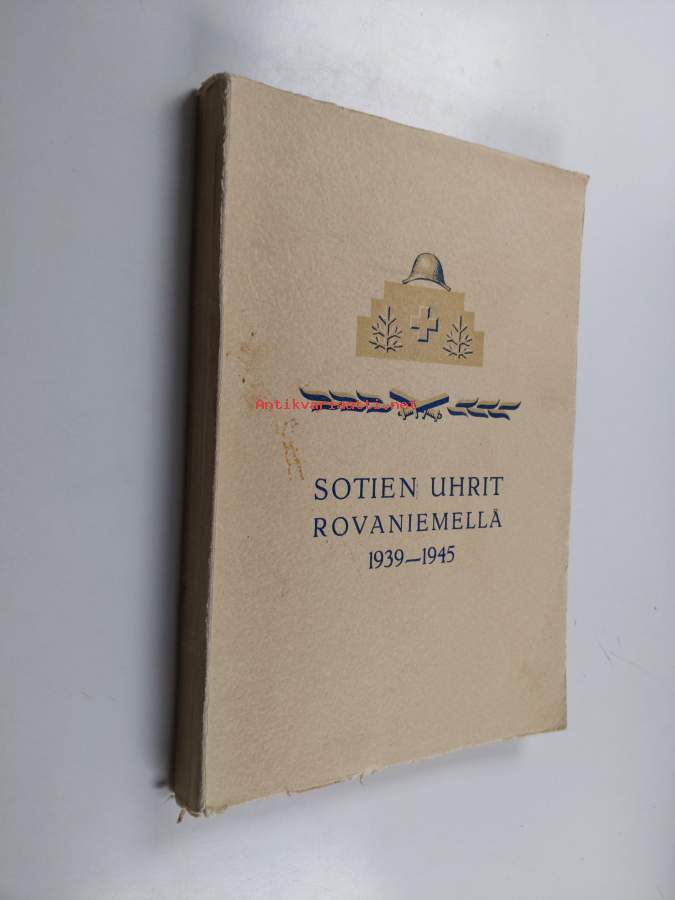 Antikvariaatti.net
SOTIEN UHRIT
ROVANIEMELLÄ
1939—1945